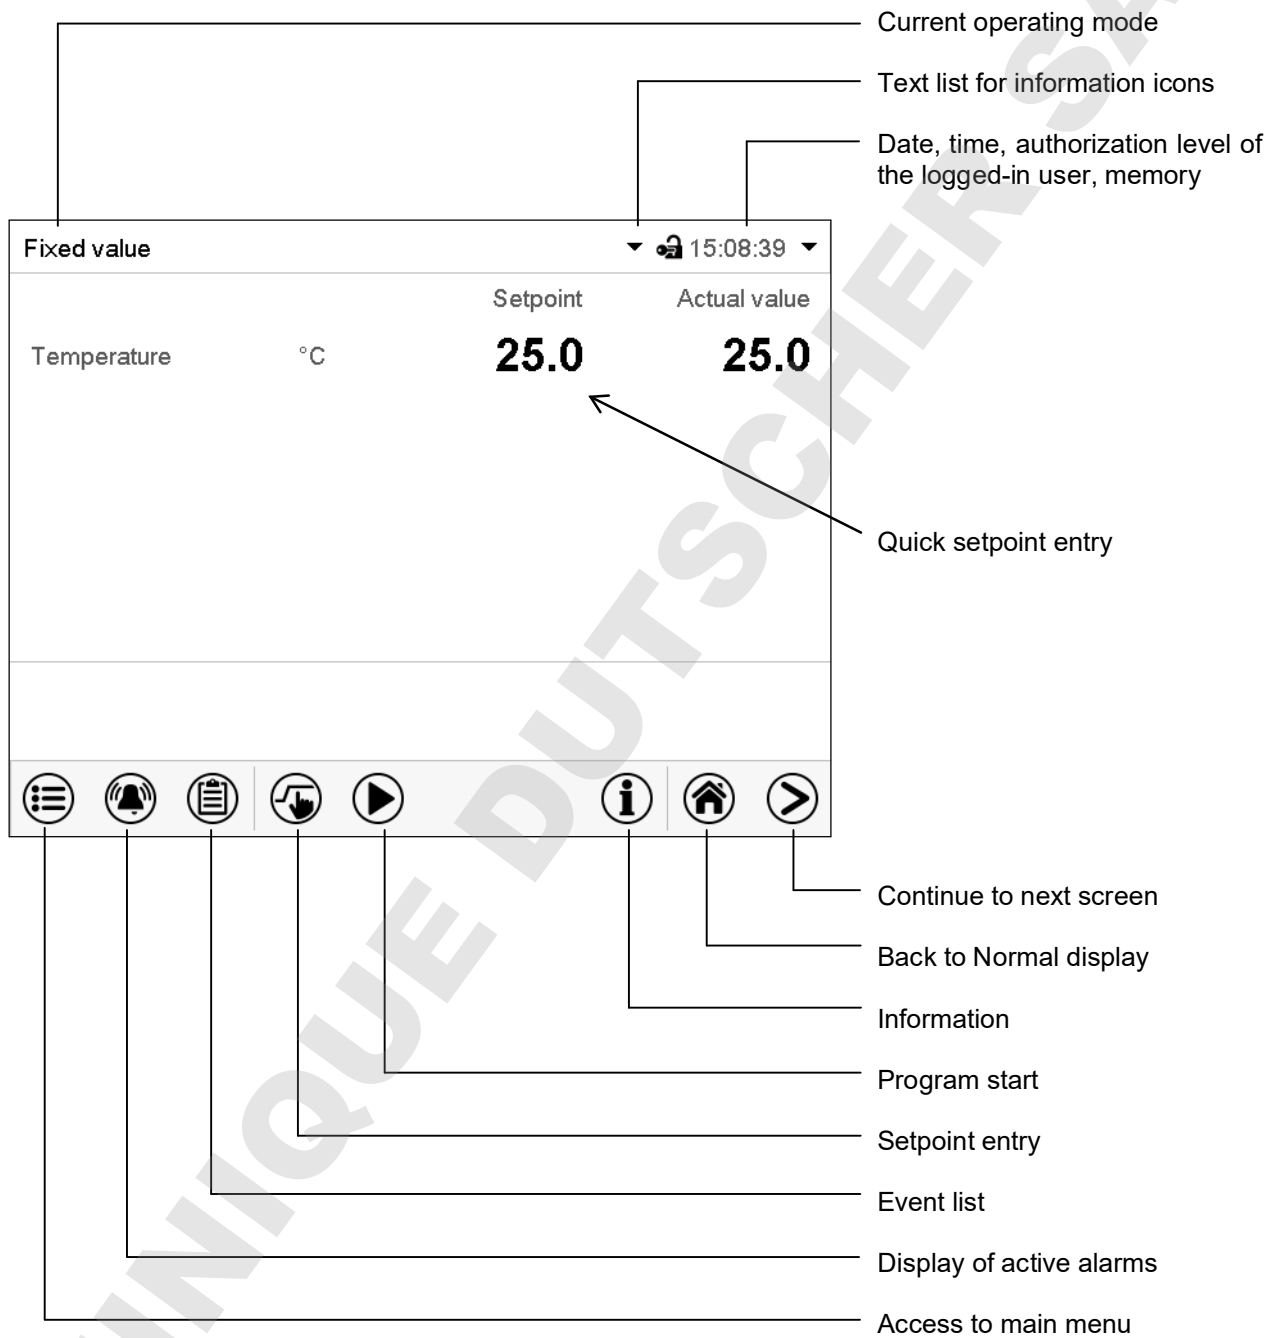 Current operating mode
Text list for information icons
Date, time, authorization level of
the logged-in user, memory
Fixed value
15:08:39
Setpoint
Actual value
Temperature
°C
25.0
25.0
Quick setpoint entry
Continue to next screen
Back to Normal display
Information
Program start
Setpoint entry
Event list
Display of active alarms
Access to main menu
NIQUE DUTSCHER SA